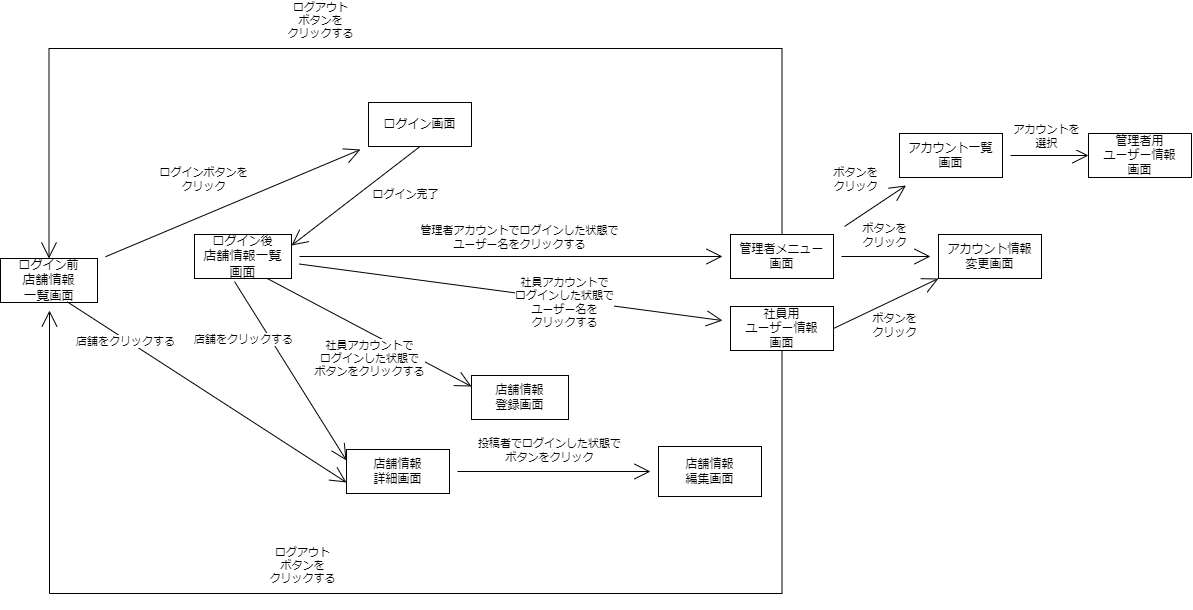 ログアウト
ボタンを
クリックする
ログイン画面
ログインボタンを
クリック
ログイン完了
アカウント一覧
画面
アカウントを
選択
管理者用
ユーザー情報
画面
ボタンを
クリック
ログイン前
店舗情報
一覧画面
ログイン後
店舗情報一覧
画面
管理者アカウントでログインした状態で
ユーザー名をクリックする
管理者メニュー
画面
ボタンを
クリック
アカウント情報
変更画面
社員アカウントで
ログインした状態で
ユーザー名を
クリックする
社員用
ユーザー情報
画面
ボタンを
クリック
店舗をクリックする
店舗をクリックする
社員アカウントで
ログインした状態で
ボタンをクリックする
店舗情報
登録画面
店舗情報
詳細画面
投稿者でログインした状態で
ボタンをクリック
店舗情報
編集画面
ログアウト
ボタンを
クリックする